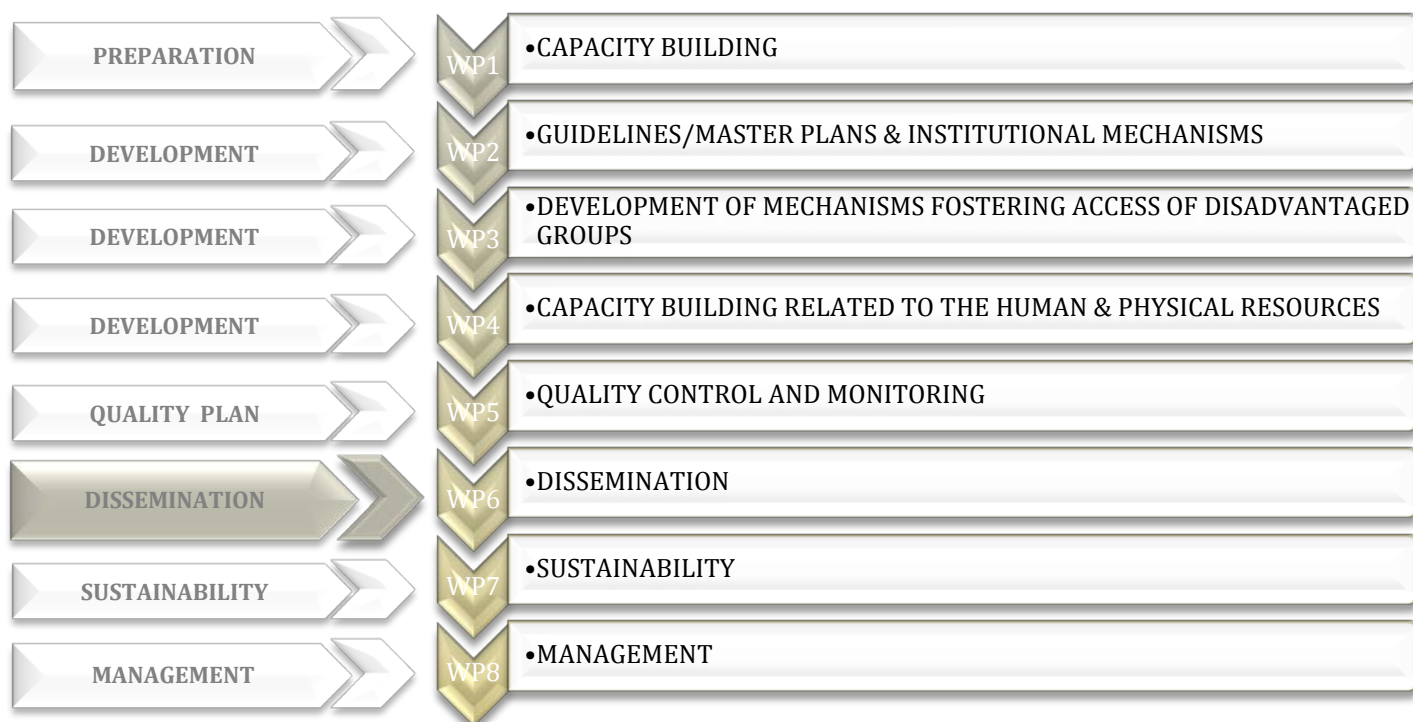 PREPARATION
WP1
•CAPACITY BUILDING
DEVELOPMENT
WP2
•GUIDELINES/MASTER PLANS & INSTITUTIONAL MECHANISMS
DEVELOPMENT
WP3
•DEVELOPMENT OF MECHANISMS FOSTERING ACCESS OF DISADVANTAGED
GROUPS
DEVELOPMENT
WP4
•CAPACITY BUILDING RELATED TO THE HUMAN & PHYSICAL RESOURCES
QUALITY PLAN
WP5
•QUALITY CONTROL AND MONITORING
DISSEMINATION
WP6
•DISSEMINATION
SUSTAINABILITY
WP7
•SUSTAINABILITY
MANAGEMENT
WP8
•MANAGEMENT